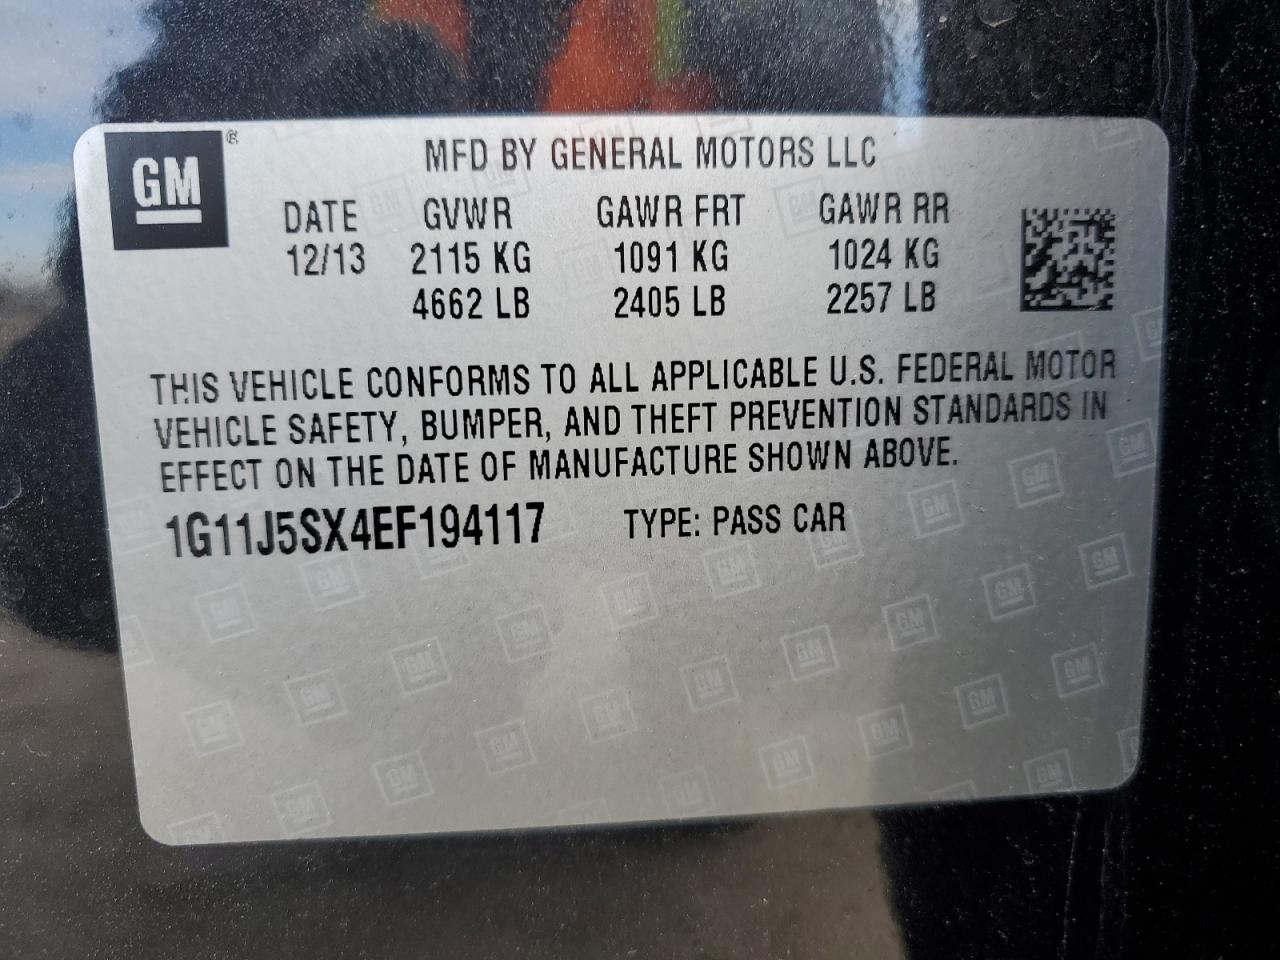 GM
MFD BY GENERAL MOTORS LLC
DATE GVWR GAWR FRT GAWR RR
12/13 2115 KG 1091 KG 1024 KG
4662 LB 2405 LB 2257 LB
THIS VEHICLE CONFORMS TO ALL APPLICABLE U.S. FEDERAL MOTOR
VEHICLE SAFETY, BUMPER, AND THEFT PREVENTION STANDARDS IN
EFFECT ON THE DATE OF MANUFACTURE SHOWN ABOVE.
1G11J5SX4EF194117 TYPE: PASS CAR